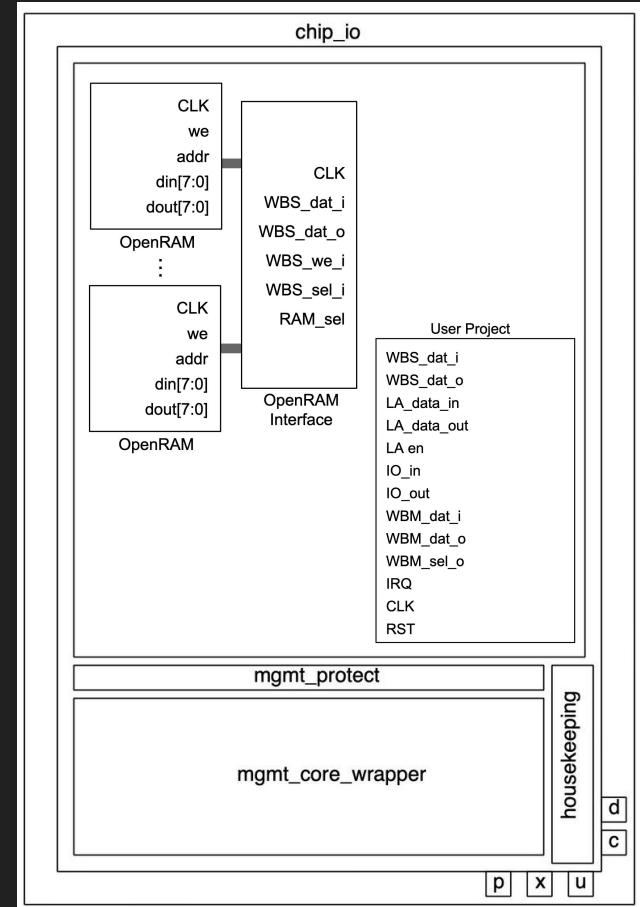 chip_io
CLK
we
addr
din[7:0]
dout[7:0]
OpenRAM
CLK
WBS_dat_i
WBS_dat_o
WBS_we_i
WBS_sel_i
RAM_sel
OpenRAM
Interface
CLK
we
addr
din[7:0]
dout[7:0]
OpenRAM
User Project
WBS_dat_i
WBS_dat_o
LA_data_in
LA_data_out
LA en
IO_in
IO_out
WBM_dat_i
WBM_dat_o
WBM_sel_o
IRQ
CLK
RST
mgmt_protect
mgmt_core_wrapper
housekeeping
d
c
p
x
u